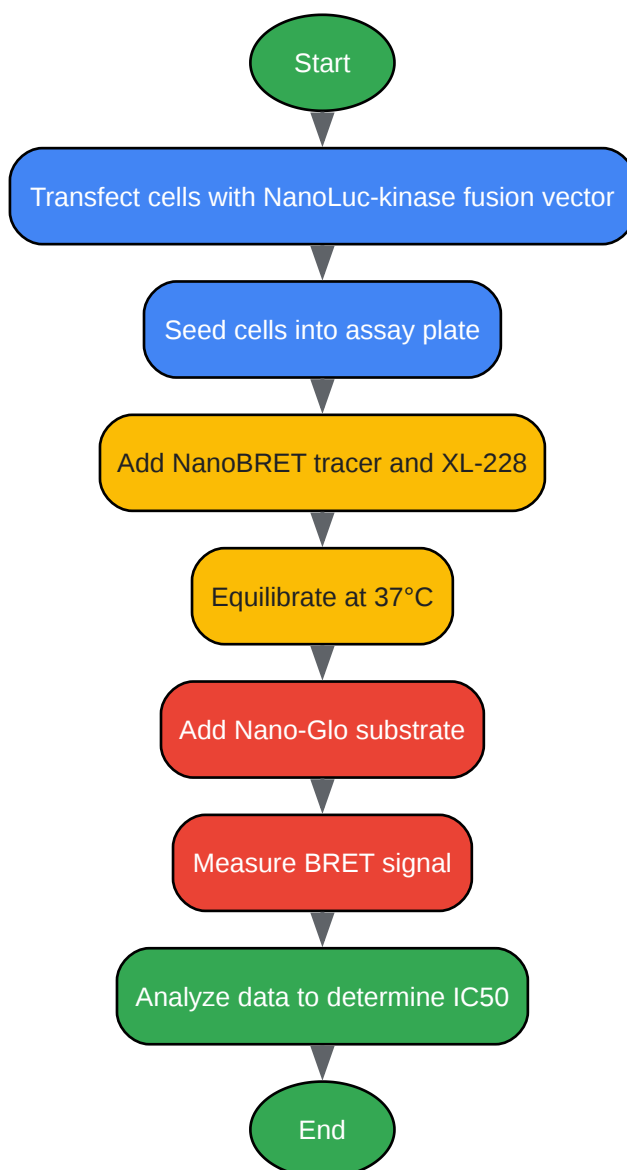 Start
Transfect cells with NanoLuc-kinase fusion vector
Seed cells into assay plate
Add NanoBRET tracer and XL-228
Equilibrate at 37°C
Add Nano-Glo substrate
Measure BRET signal
Analyze data to determine IC50
End